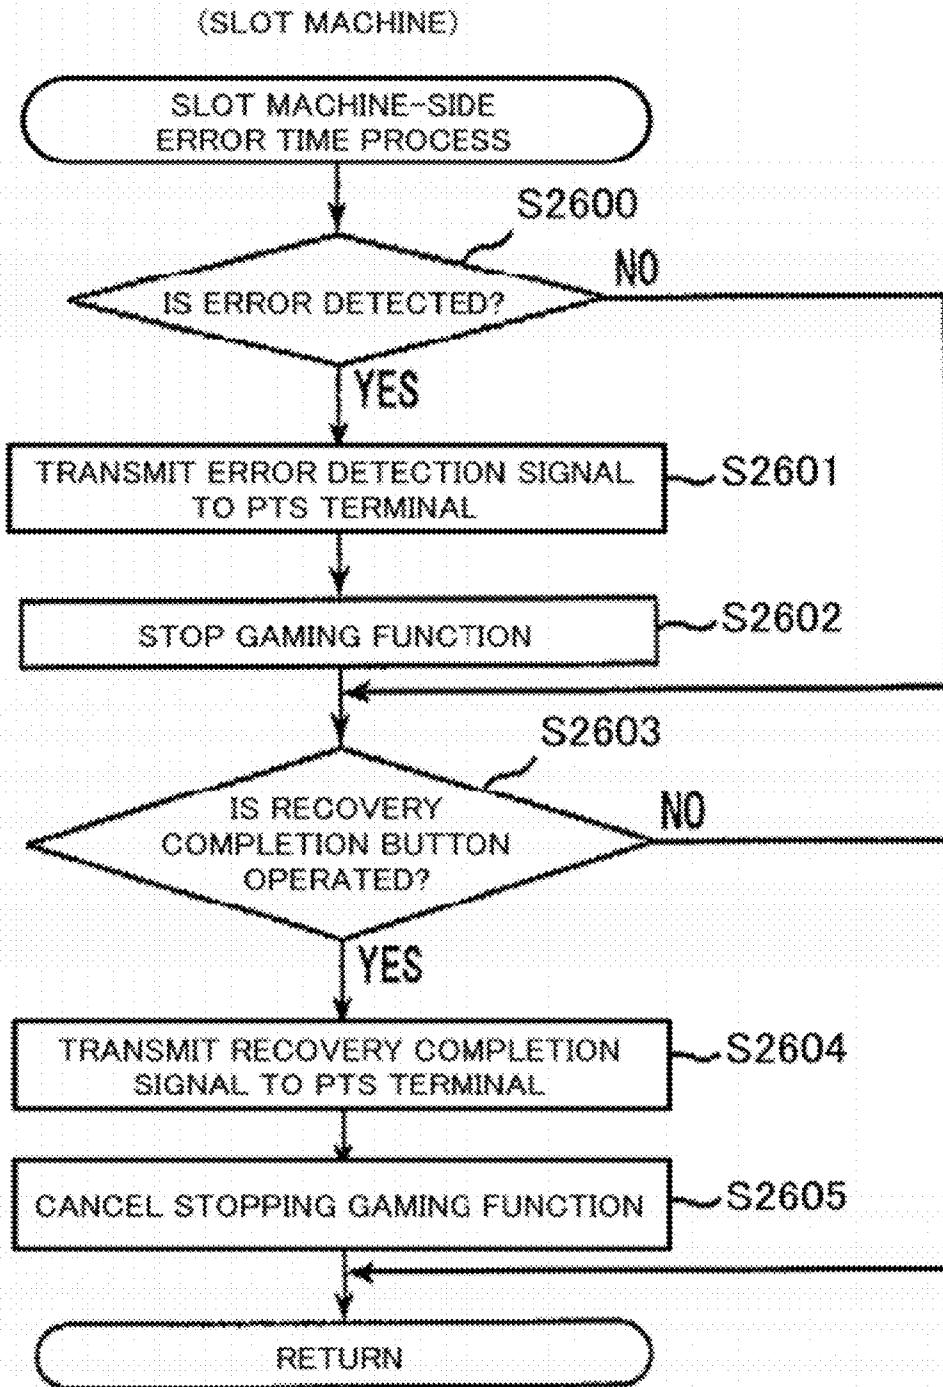 (SLOT MACHINE)
SLOT MACHINE-SIDE
ERROR TIME PROCESS
S2600
NO
IS ERROR DETECTED?
YES
TRANSMIT ERROR DETECTION SIGNAL
TO PTS TERMINAL
S2601
STOP GAMING FUNCTION
S2602
S2603
IS RECOVERY
COMPLETION BUTTON
OPERATED?
NO
YES
TRANSMIT RECOVERY COMPLETION
SIGNAL TO PTS TERMINAL
S2604
CANCEL STOPPING GAMING FUNCTION
S2605
RETURN